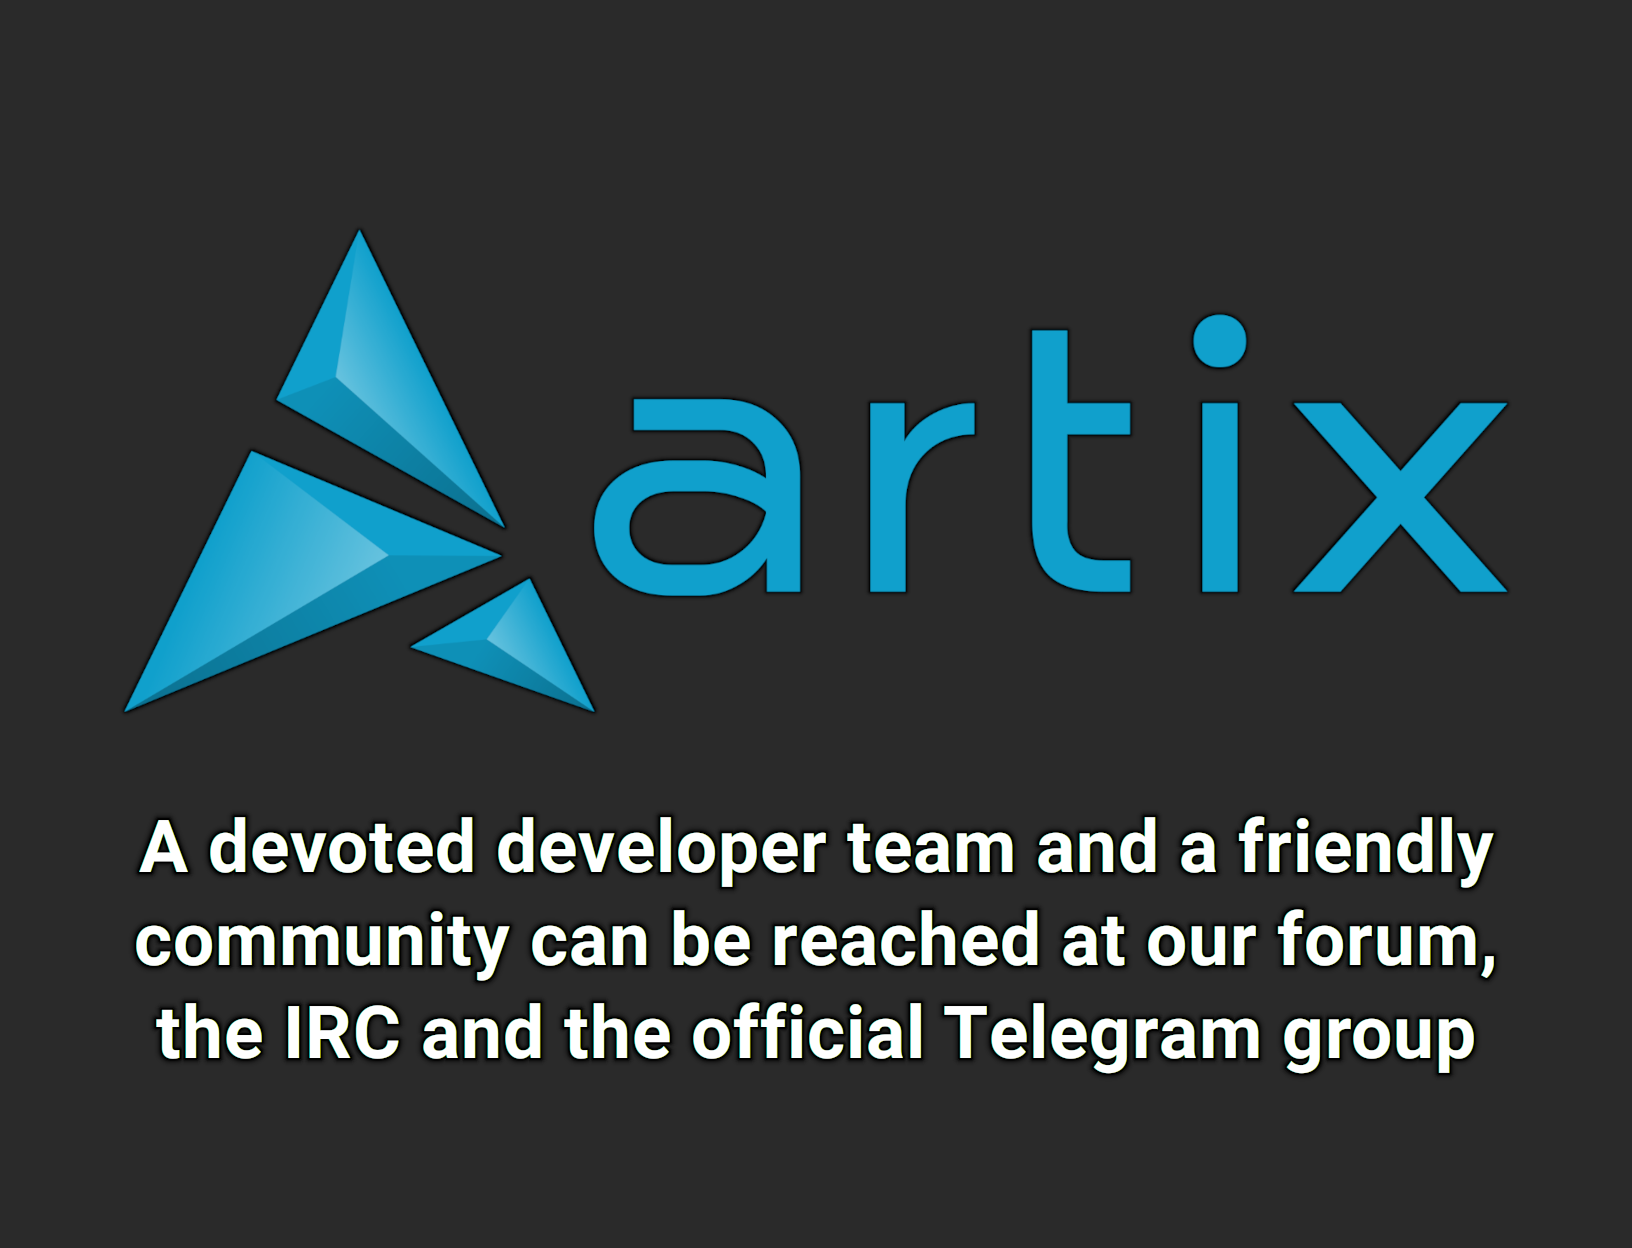 artix
A devoted developer team and a friendly
community can be reached at our forum,
the IRC and the official Telegram group